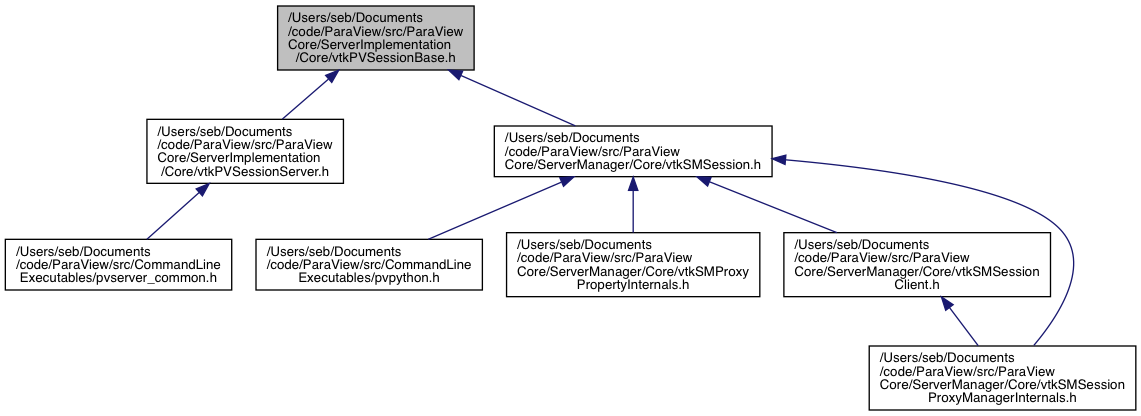 /Users/seb/Documents
/code/ParaView/src/ParaView
Core/ServerImplementation
/Core/vtkPVSessionBase.h
/Users/seb/Documents
/code/ParaView/src/ParaView
Core/ServerImplementation
/Core/vtkPVSessionServer.h
/Users/seb/Documents
/code/ParaView/src/ParaView
Core/ServerManager/Core/vtkSMSession.h
/Users/seb/Documents
/code/ParaView/src/CommandLine
Executables/pvserver_common.h
/Users/seb/Documents
/code/ParaView/src/CommandLine
Executables/pvpython.h
/Users/seb/Documents
/code/ParaView/src/ParaView
Core/ServerManager/Core/vtkSMProxy
PropertyInternals.h
/Users/seb/Documents
/code/ParaView/src/ParaView
Core/ServerManager/Core/vtkSMSession
Client.h
/Users/seb/Documents
/code/ParaView/src/ParaView
Core/ServerManager/Core/vtkSMSession
ProxyManagerInternals.h